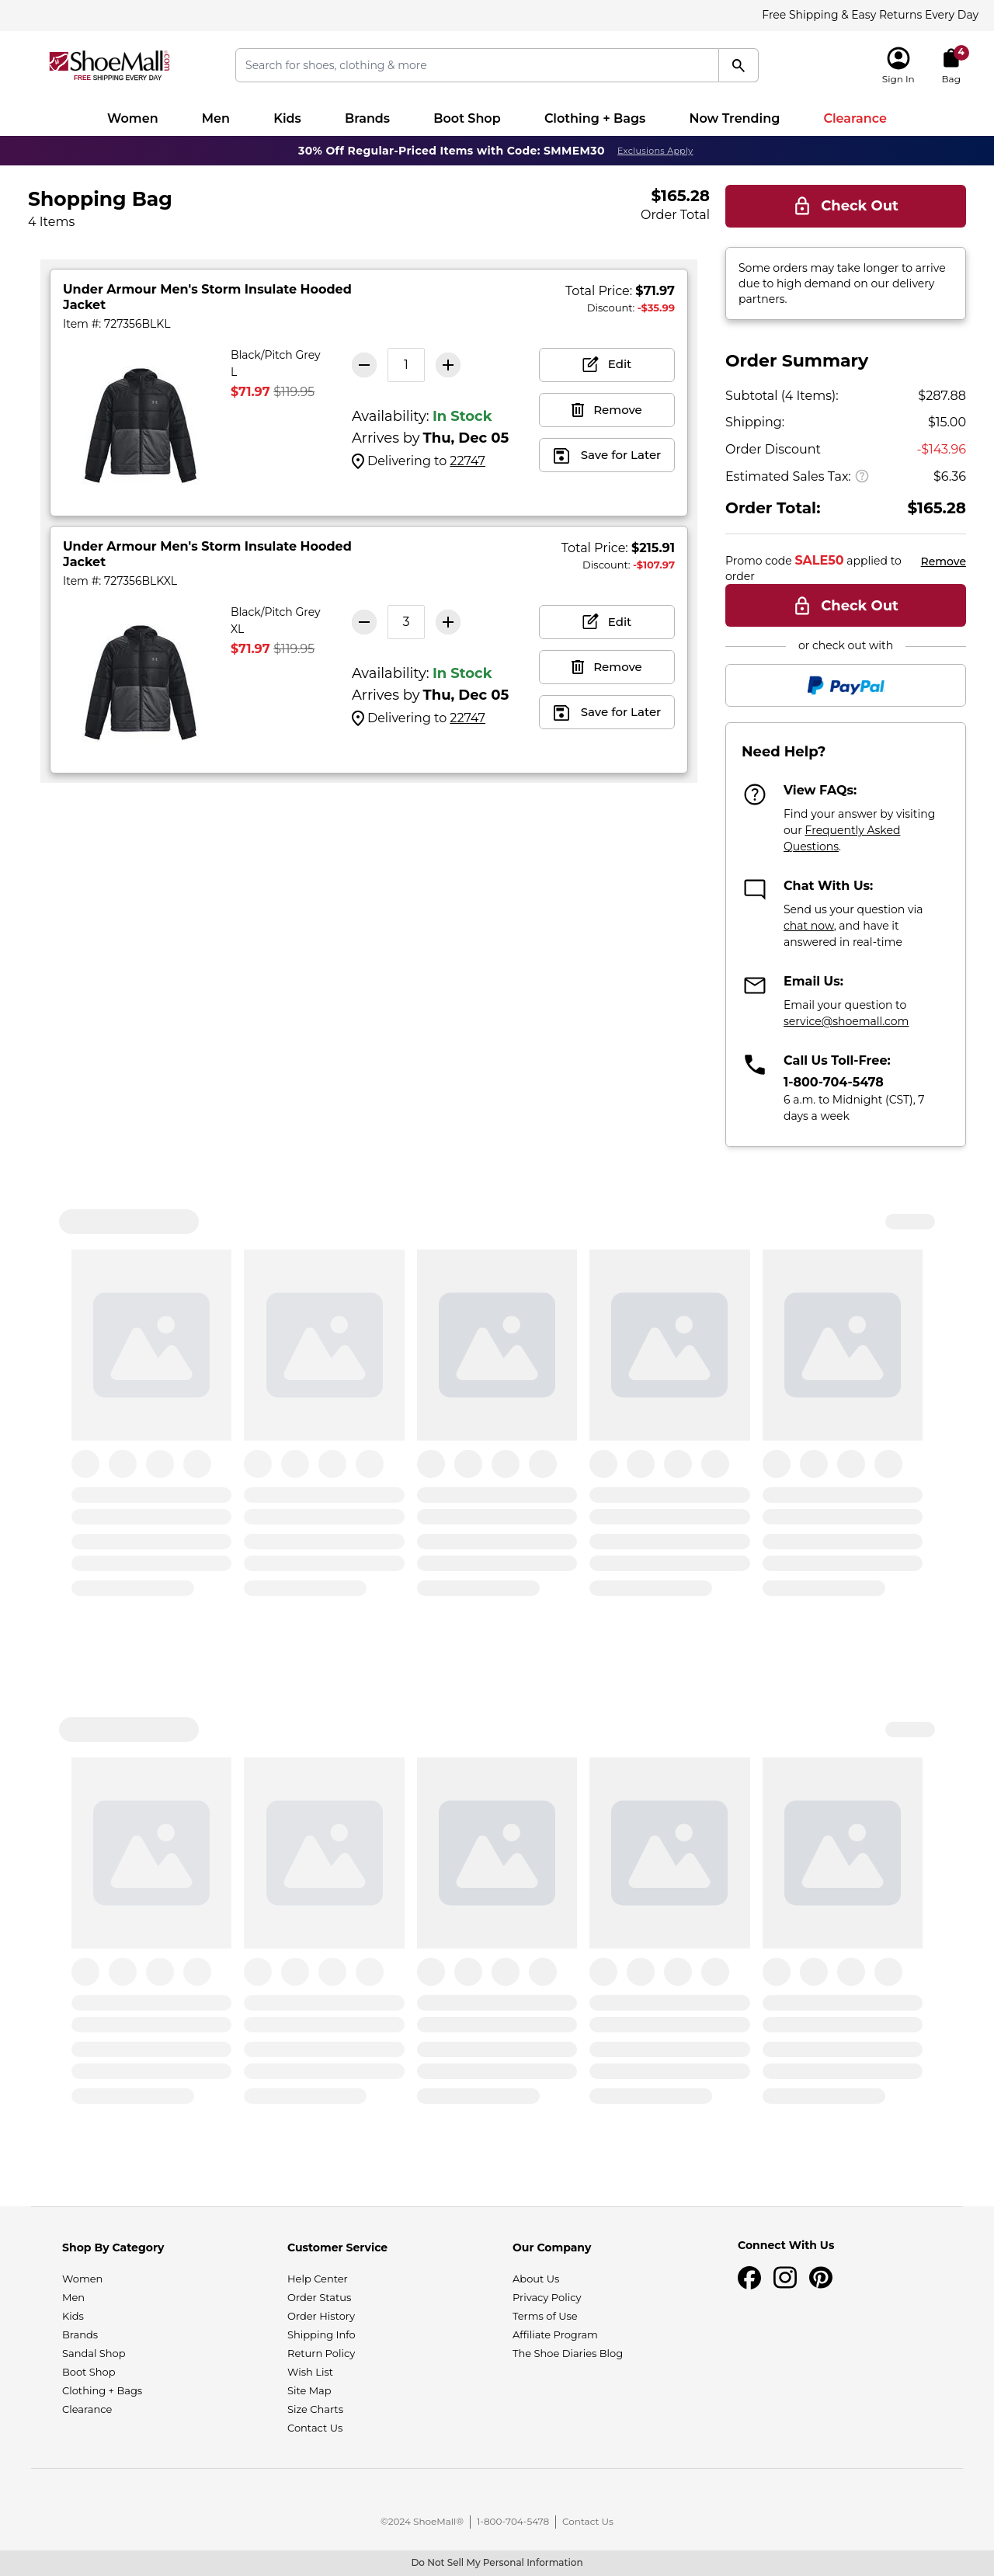 Free Shipping & Easy Returns Every Day
ShoeMall.com
FREE SHIPPING EVERY DAY
Search for shoes, clothing & more
Sign In
4
Bag
Women Men Kids Brands Boot Shop Clothing + Bags Now Trending Clearance
30% Off Regular-Priced Items with Code: SMMEM30 Exclusions Apply
Shopping Bag
4 Items
$165.28
Order Total
Check Out
Some orders may take longer to arrive
due to high demand on our delivery
partners.
Under Armour Men's Storm Insulate Hooded
Jacket
Item #: 727356BLKL
Total Price: $71.97
Discount: -$35.99
Black/Pitch Grey
L
$71.97 $119.95
1
Availability: In Stock
Arrives by Thu, Dec 05
Delivering to 22747
Edit
Remove
Save for Later
Under Armour Men's Storm Insulate Hooded
Jacket
Item #: 727356BLKXL
Total Price: $215.91
Discount: -$107.97
Black/Pitch Grey
XL
$71.97 $119.95
3
Availability: In Stock
Arrives by Thu, Dec 05
Delivering to 22747
Edit
Remove
Save for Later
Order Summary
Subtotal (4 Items): $287.88
Shipping: $15.00
Order Discount -$143.96
Estimated Sales Tax: $6.36
Order Total: $165.28
Promo code SALE50 applied to
order
Remove
Check Out
or check out with
PayPal
Need Help?
View FAQs:
Find your answer by visiting
our Frequently Asked
Questions.
Chat With Us:
Send us your question via
chat now, and have it
answered in real-time
Email Us:
Email your question to
service@shoemall.com
Call Us Toll-Free:
1-800-704-5478
6 a.m. to Midnight (CST), 7
days a week
Shop By Category
Women
Men
Kids
Brands
Sandal Shop
Boot Shop
Clothing + Bags
Clearance
Customer Service
Help Center
Order Status
Order History
Shipping Info
Return Policy
Wish List
Site Map
Size Charts
Contact Us
Our Company
About Us
Privacy Policy
Terms of Use
Affiliate Program
The Shoe Diaries Blog
Connect With Us
©2024 ShoeMall® 1-800-704-5478 Contact Us
Do Not Sell My Personal Information